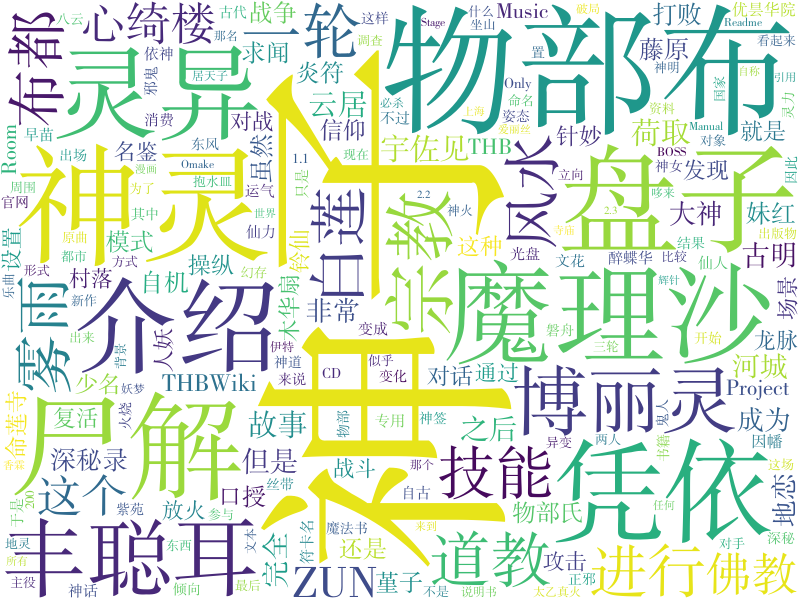 心绮楼
古代
战争
一轮
这样
调查
Music
Stage
什么
坐山
打败
破局
优昙华院
Readme
看起来
八云
那名
求闻
物部布
藤原
神明
自称
引用
布都
灵异
依神
邪鬼
居天子
炎符
云居
置
Only
必杀
上海
命名
国家
资料
灵力
Room
早苗
消费
对战
信仰
不过
姿态
爱丽丝
针妙
荷取
Manual
就是
出场
东风
Omake
名鉴
虽然
宇佐见
THB
BOSS
对象
因此
周围
漫画
现在
1.1
神女
发现
立向
官网
为了
抱水皿
运气
只是
神灵
白莲
风水
盘子
设置
其中
原曲
世界
铃仙
宗教
2.2
神火
哆来
大神
妹红
模式
仙力
这种
光盘
2.3
寺庙
出版物
结果
形式
都市
方式
操纵
幻存
文花
醉蝶华
比较
仙人
古明
乐曲
新作
村落
自机
木华扇
非常
磐舟
辉针
场景
雾雨
介绍
神子
魔理沙
出来
背景
人妖
伊特
变成
三轮
开始
龙脉
神道
似乎
妖梦
少名
THBWiki
来说
CD
变化
对话
通过
河城
命莲寺
复活
火烧
故事
物部
专用
神签
之后
博丽灵
Project
香霖
尸解
深秘录
但是
那个
鬼人
异变
两人
书籍
成为
因幡
这个
200
于是
紫苑
口授
战斗
自古
技能
凭依
这场
地恋
任何
放火
参与
丝带
魔法书
来到
物部氏
丰聪耳
地灵
所有
东西
文本
完全
符卡名
还是
道教
攻击
对手
深秘
主役
神话
倾向
最后
ZUN
堇子
不是
说明书
正邪
太乙真火
进行
佛教